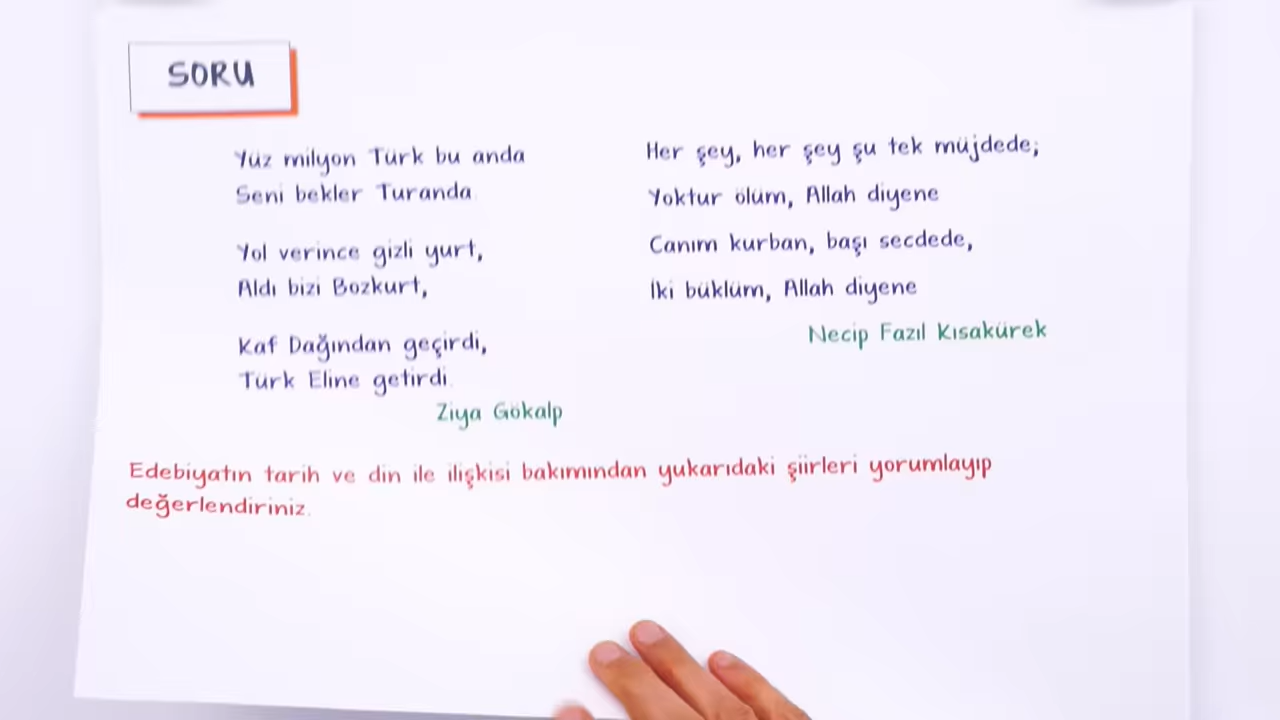 SORU
Yüz milyon Türk bu anda
Seni bekler Turanda.
Yol verince gizli yurt,
Aldı bizi Bozkurt,
Kaf Dağından geçirdi,
Türk Eline getirdi.
Ziya Gökalp
Her şey, her şey şu tek müjdede;
Yoktur ölüm, Allah diyene
Canım kurban, başı secdede,
İki büklüm, Allah diyene
Necip Fazıl Kısakürek
Edebiyatın tarih ve din ile ilişkisi bakımından yukarıdaki şiirleri yorumlayıp
değerlendiriniz.